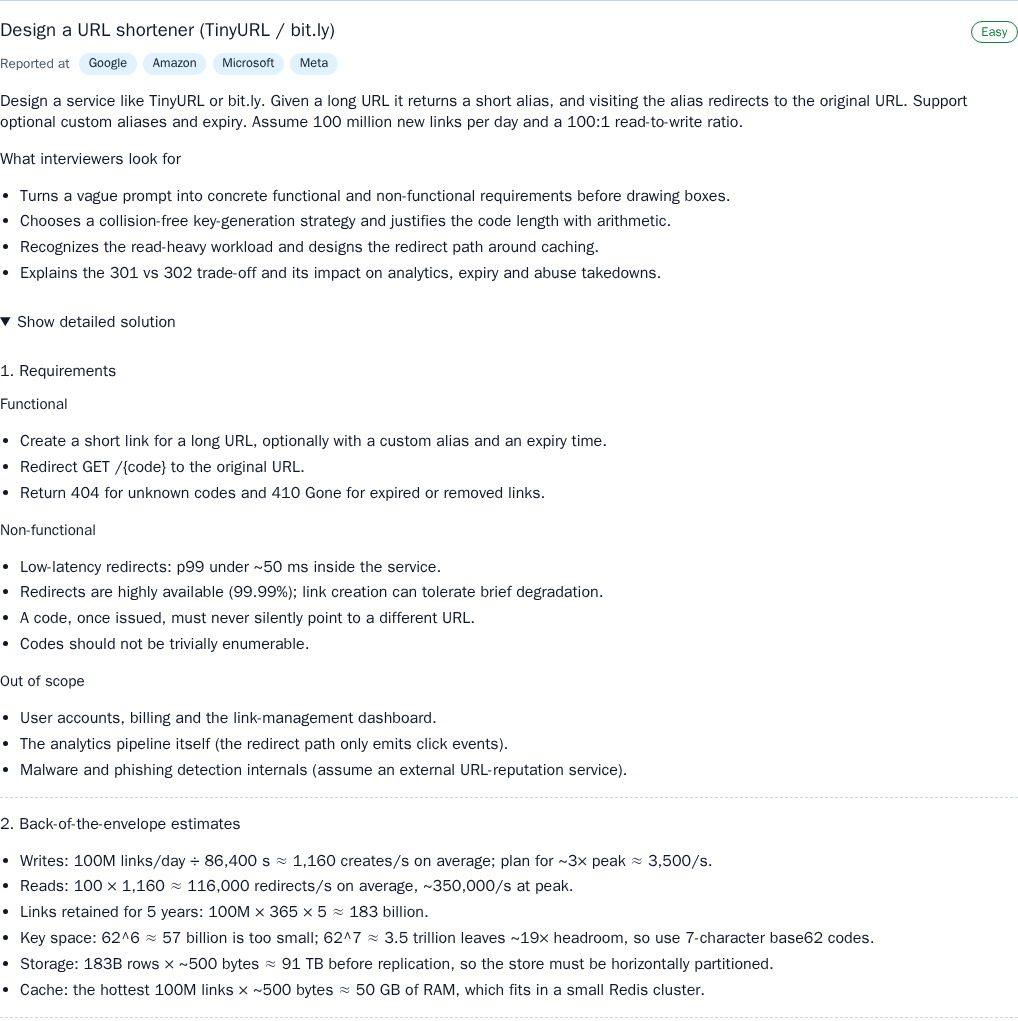 Design a URL shortener (TinyURL / bit.ly)
Easy
Reported at Google Amazon Microsoft Meta
Design a service like TinyURL or bit.ly. Given a long URL it returns a short alias, and visiting the alias redirects to the original URL. Support
optional custom aliases and expiry. Assume 100 million new links per day and a 100:1 read-to-write ratio.
What interviewers look for
• Turns a vague prompt into concrete functional and non-functional requirements before drawing boxes.
• Chooses a collision-free key-generation strategy and justifies the code length with arithmetic.
• Recognizes the read-heavy workload and designs the redirect path around caching.
• Explains the 301 vs 302 trade-off and its impact on analytics, expiry and abuse takedowns.
▼ Show detailed solution
1. Requirements
Functional
• Create a short link for a long URL, optionally with a custom alias and an expiry time.
• Redirect GET /{code} to the original URL.
• Return 404 for unknown codes and 410 Gone for expired or removed links.
Non-functional
• Low-latency redirects: p99 under ~50 ms inside the service.
• Redirects are highly available (99.99%); link creation can tolerate brief degradation.
• A code, once issued, must never silently point to a different URL.
• Codes should not be trivially enumerable.
Out of scope
• User accounts, billing and the link-management dashboard.
• The analytics pipeline itself (the redirect path only emits click events).
• Malware and phishing detection internals (assume an external URL-reputation service).
2. Back-of-the-envelope estimates
• Writes: 100M links/day ÷ 86,400 s ≈ 1,160 creates/s on average; plan for ~3× peak ≈ 3,500/s.
• Reads: 100 × 1,160 ≈ 116,000 redirects/s on average, ~350,000/s at peak.
• Links retained for 5 years: 100M × 365 × 5 ≈ 183 billion.
• Key space: 62^6 ≈ 57 billion is too small; 62^7 ≈ 3.5 trillion leaves ~19× headroom, so use 7-character base62 codes.
• Storage: 183B rows × ~500 bytes ≈ 91 TB before replication, so the store must be horizontally partitioned.
• Cache: the hottest 100M links × ~500 bytes ≈ 50 GB of RAM, which fits in a small Redis cluster.